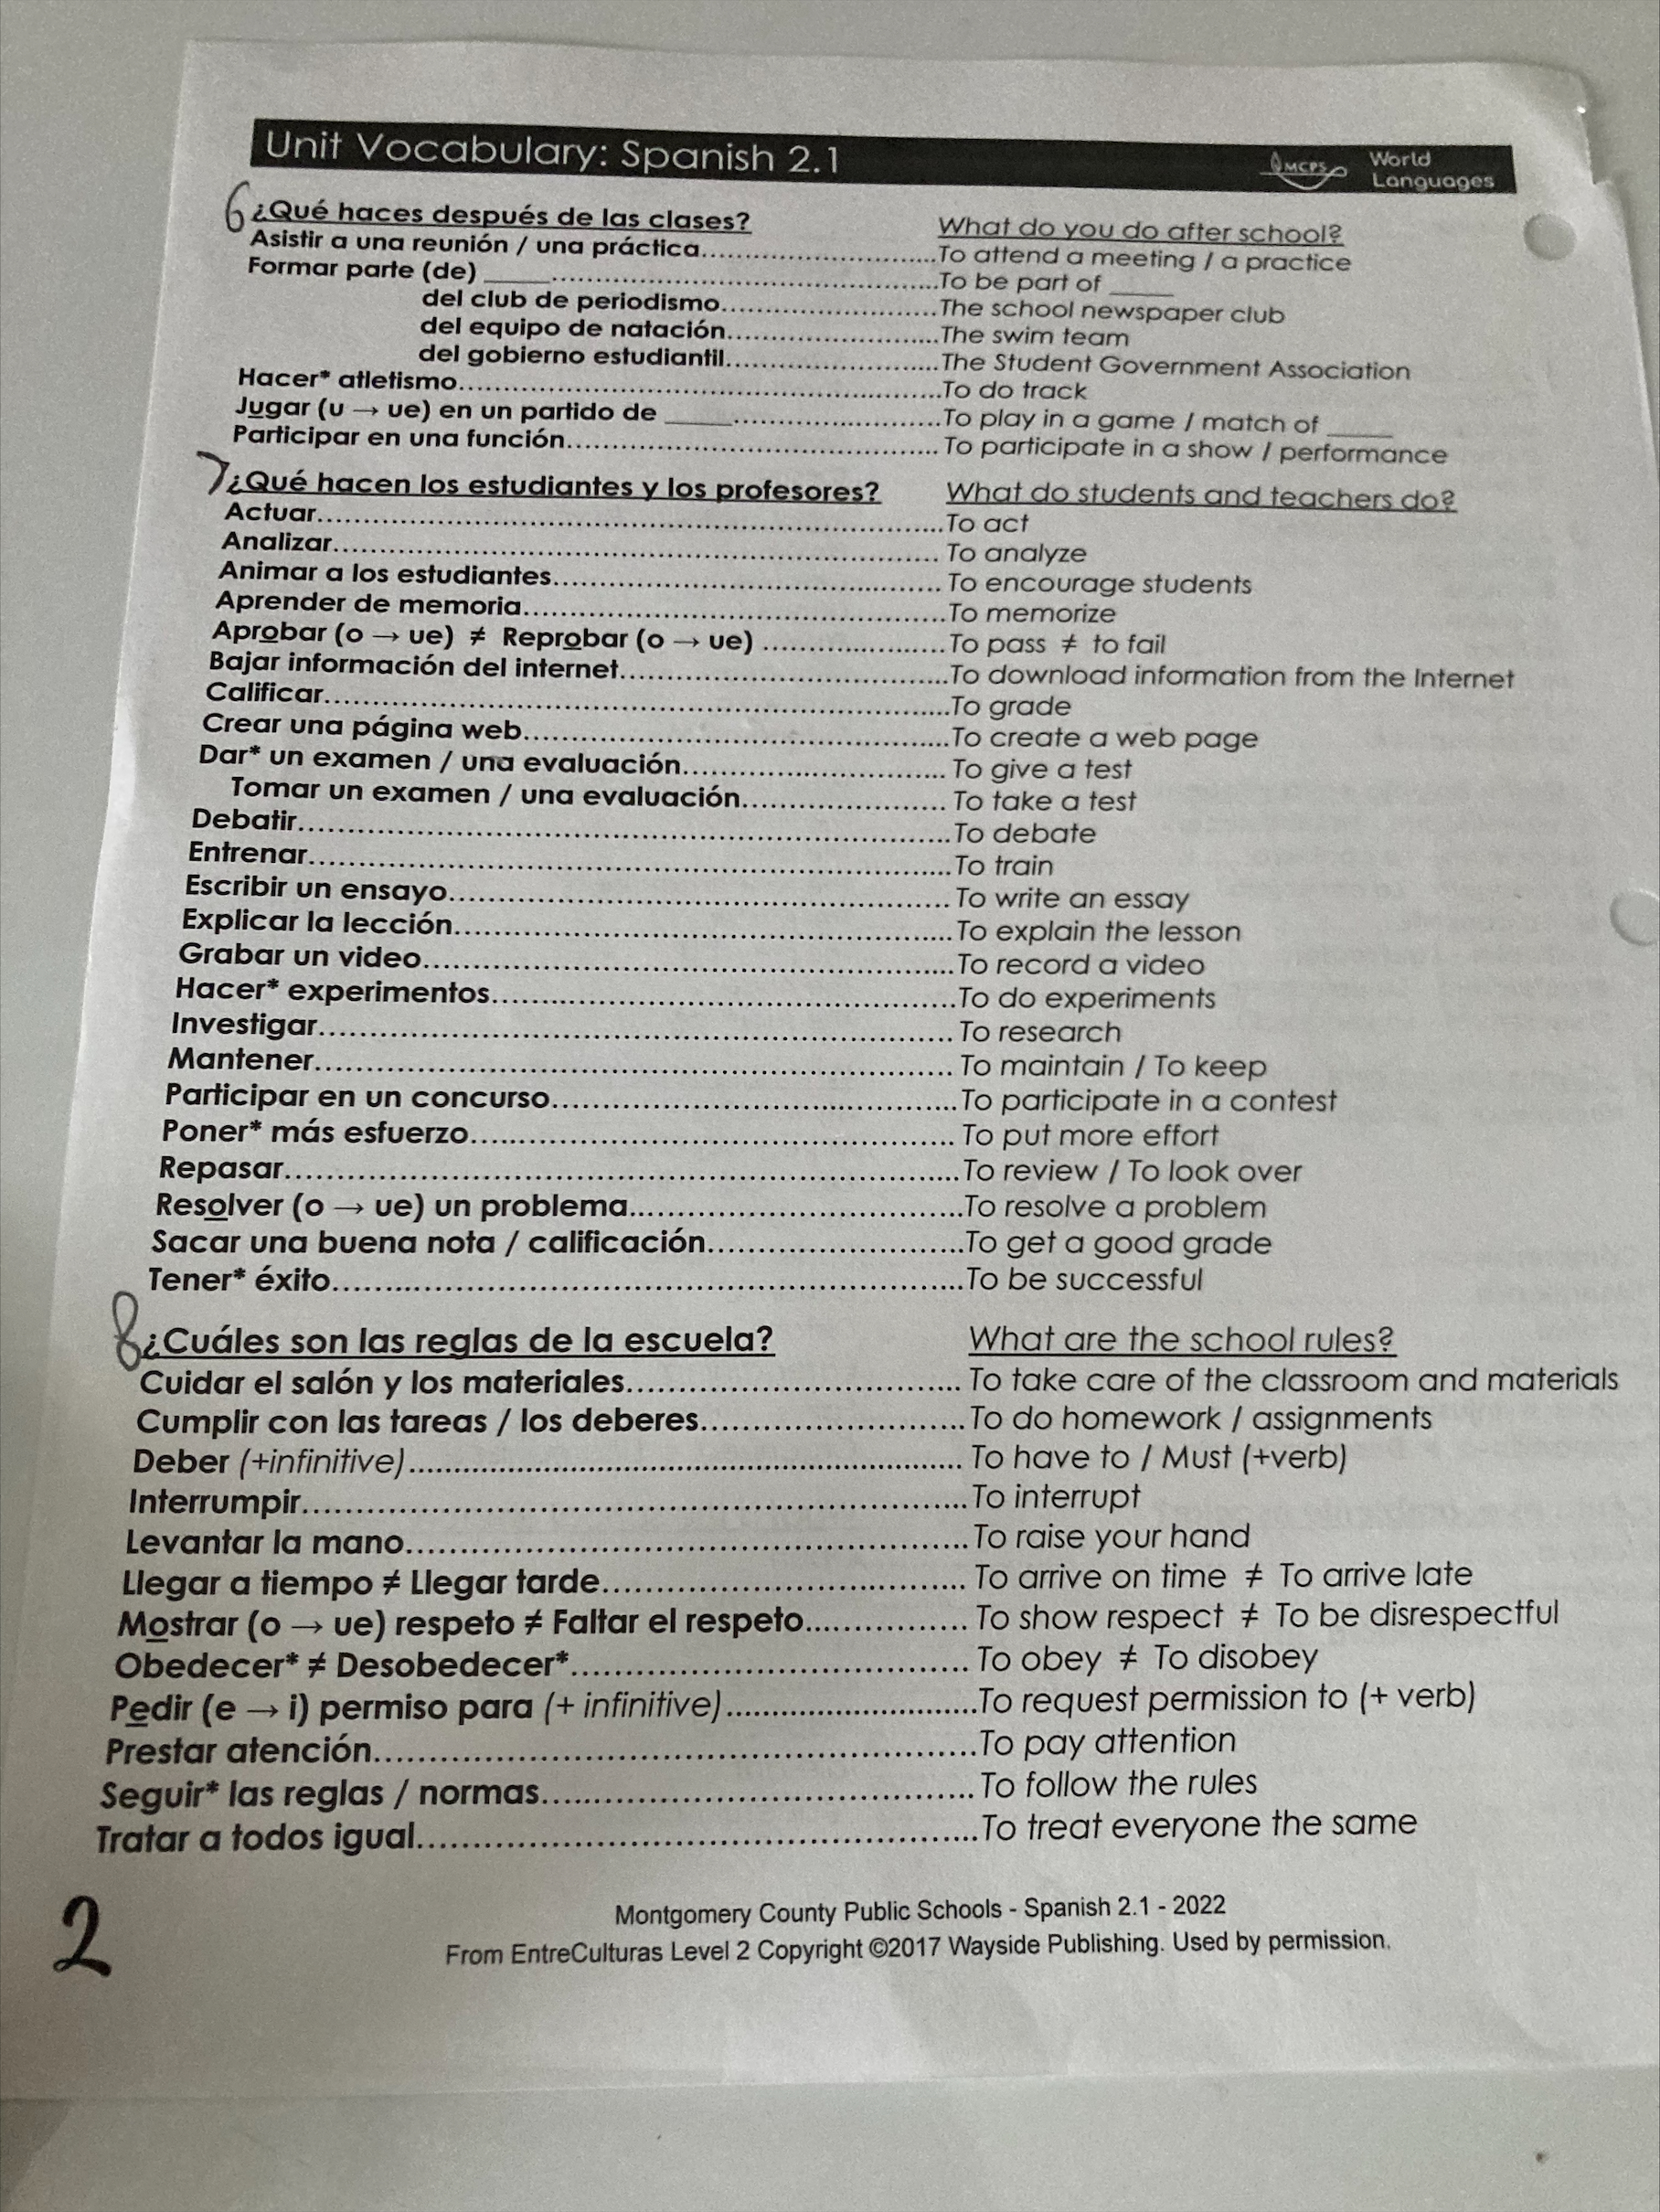 Unit Vocabulary: Spanish 2.1
MCPS World Languages
6 ¿Qué haces después de las clases? What do you do after school?
Asistir a una reunión / una práctica..........To attend a meeting / a practice
Formar parte (de) _____..........To be part of _____
del club de periodismo..........The school newspaper club
del equipo de natación..........The swim team
del gobierno estudiantil..........The Student Government Association
Hacer* atletismo..........To do track
Jugar (u → ue) en un partido de _____..........To play in a game / match of _____
Participar en una función..........To participate in a show / performance
7 ¿Qué hacen los estudiantes y los profesores? What do students and teachers do?
Actuar..........To act
Analizar..........To analyze
Animar a los estudiantes..........To encourage students
Aprender de memoria..........To memorize
Aprobar (o → ue) ≠ Reprobar (o → ue) ..........To pass ≠ to fail
Bajar información del internet..........To download information from the Internet
Calificar..........To grade
Crear una página web..........To create a web page
Dar* un examen / una evaluación..........To give a test
Tomar un examen / una evaluación..........To take a test
Debatir..........To debate
Entrenar..........To train
Escribir un ensayo..........To write an essay
Explicar la lección..........To explain the lesson
Grabar un video..........To record a video
Hacer* experimentos..........To do experiments
Investigar..........To research
Mantener..........To maintain / To keep
Participar en un concurso..........To participate in a contest
Poner* más esfuerzo..........To put more effort
Repasar..........To review / To look over
Resolver (o → ue) un problema..........To resolve a problem
Sacar una buena nota / calificación..........To get a good grade
Tener* éxito..........To be successful
8 ¿Cuáles son las reglas de la escuela? What are the school rules?
Cuidar el salón y los materiales..........To take care of the classroom and materials
Cumplir con las tareas / los deberes..........To do homework / assignments
Deber (+infinitive)..........To have to / Must (+verb)
Interrumpir..........To interrupt
Levantar la mano..........To raise your hand
Llegar a tiempo ≠ Llegar tarde..........To arrive on time ≠ To arrive late
Mostrar (o → ue) respeto ≠ Faltar el respeto..........To show respect ≠ To be disrespectful
Obedecer* ≠ Desobedecer*..........To obey ≠ To disobey
Pedir (e → i) permiso para (+ infinitive)..........To request permission to (+ verb)
Prestar atención..........To pay attention
Seguir* las reglas / normas..........To follow the rules
Tratar a todos igual..........To treat everyone the same
Montgomery County Public Schools - Spanish 2.1 - 2022
2 From EntreCulturas Level 2 Copyright ©2017 Wayside Publishing. Used by permission.